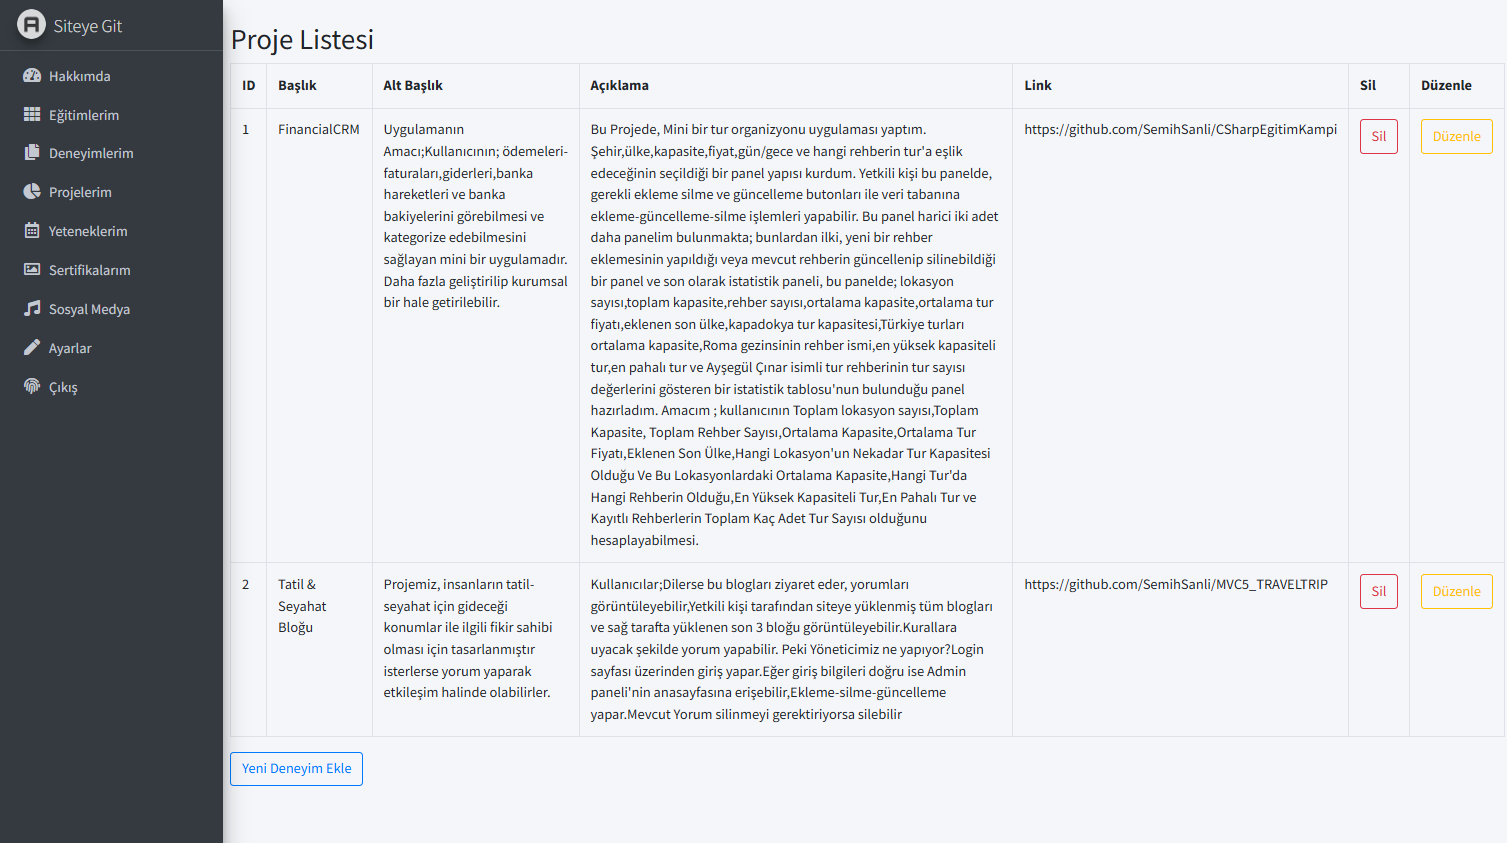 Siteye Git
Hakkımda
Eğitimlerim
Deneyimlerim
Projelerim
Yeteneklerim
Sertifikalarım
Sosyal Medya
Ayarlar
Çıkış
Proje Listesi
ID Başlık Alt Başlık Açıklama Link Sil Düzenle
1
FinancialCRM
Uygulamanın
Amacı;Kullanıcının; ödemeleri-
faturaları,giderleri,banka
hareketleri ve banka
bakiyelerini görebilmesi ve
kategorize edebilmesini
sağlayan mini bir uygulamadır.
Daha fazla geliştirilip kurumsal
bir hale getirilebilir.
Bu Projede, Mini bir tur organizyonu uygulaması yaptım.
Şehir,ülke,kapasite,fiyat,gün/gece ve hangi rehberin tur'a eşlik
edeceğinin seçildiği bir panel yapısı kurdum. Yetkili kişi bu panelde,
gerekli ekleme silme ve güncelleme butonları ile veri tabanına
ekleme-güncelleme-silme işlemleri yapabilir. Bu panel harici iki adet
daha panelim bulunmakta; bunlardan ilki, yeni bir rehber
eklemesinin yapıldığı veya mevcut rehberin güncellenip silinebildiği
bir panel ve son olarak istatistik paneli, bu panelde; lokasyon
sayısı,toplam kapasite,rehber sayısı,ortalama kapasite,ortalama tur
fiyatı,eklenen son ülke,kapadokya tur kapasitesi,Türkiye turları
ortalama kapasite,Roma gezinsinin rehber ismi,en yüksek kapasiteli
tur,en pahalı tur ve Ayşegül Çınar isimli tur rehberinin tur sayısı
değerlerini gösteren bir istatistik tablosu'nun bulunduğu panel
hazırladım. Amacım ; kullanıcının Toplam lokasyon sayısı,Toplam
Kapasite, Toplam Rehber Sayısı,Ortalama Kapasite,Ortalama Tur
Fiyatı,Eklenen Son Ülke,Hangi Lokasyon'un Nekadar Tur Kapasitesi
Olduğu Ve Bu Lokasyonlardaki Ortalama Kapasite,Hangi Tur'da
Hangi Rehberin Olduğu,En Yüksek Kapasiteli Tur,En Pahalı Tur ve
Kayıtlı Rehberlerin Toplam Kaç Adet Tur Sayısı olduğunu
hesaplayabilmesi.
https://github.com/SemihSanli/CSharpEgitimKampi
Sil
Düzenle
2
Tatil &
Seyahat
Bloğu
Projemiz, insanların tatil-
seyahat için gideceği
konumlar ile ilgili fikir sahibi
olması için tasarlanmıştır
isterlerse yorum yaparak
etkileşim halinde olabilirler.
Kullanıcılar;Dilerse bu blogları ziyaret eder, yorumları
görüntüleyebilir,Yetkili kişi tarafından siteye yüklenmiş tüm blogları
ve sağ tarafta yüklenen son 3 bloğu görüntüleyebilir.Kurallara
uyacak şekilde yorum yapabilir. Peki Yöneticimiz ne yapıyor?Login
sayfası üzerinden giriş yapar.Eğer giriş bilgileri doğru ise Admin
paneli'nin anasayfasına erişebilir,Ekleme-silme-güncelleme
yapar.Mevcut Yorum silinmeyi gerektiriyorsa silebilir
https://github.com/SemihSanli/MVC5_TRAVELTRIP
Sil
Düzenle
Yeni Deneyim Ekle